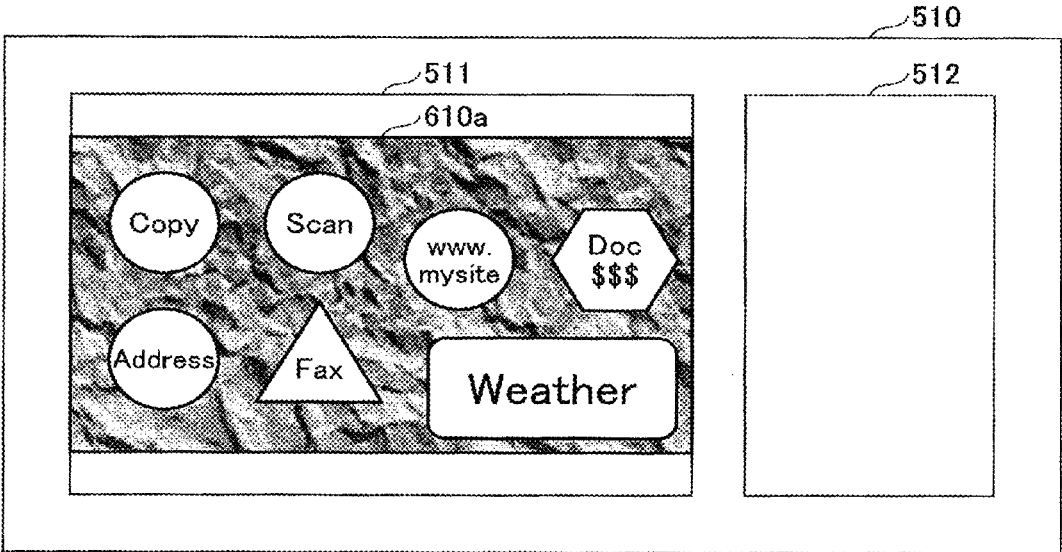 510
511
512
610a
Copy
Scan
www.
mysite
Doc
$$$
Address
Fax
Weather